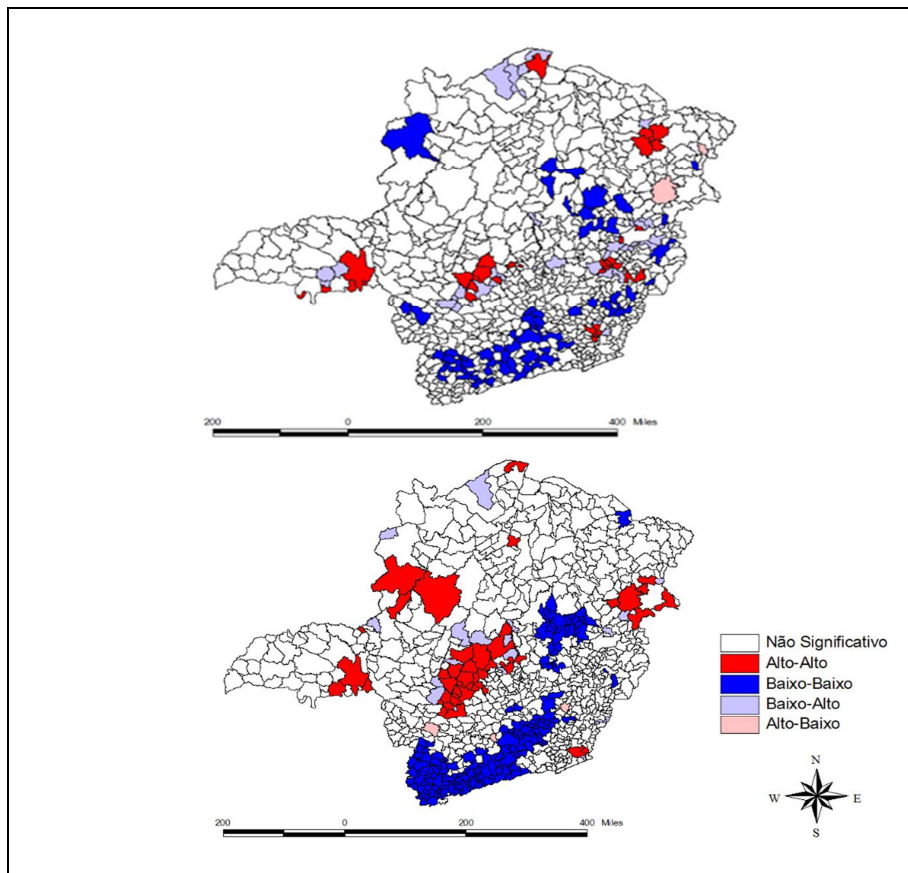 200 0 200 400 Miles
Não Significativo
Alto-Alto
Baixo-Baixo
Baixo-Alto
Alto-Baixo
N
W E
S
200 0 200 400 Miles